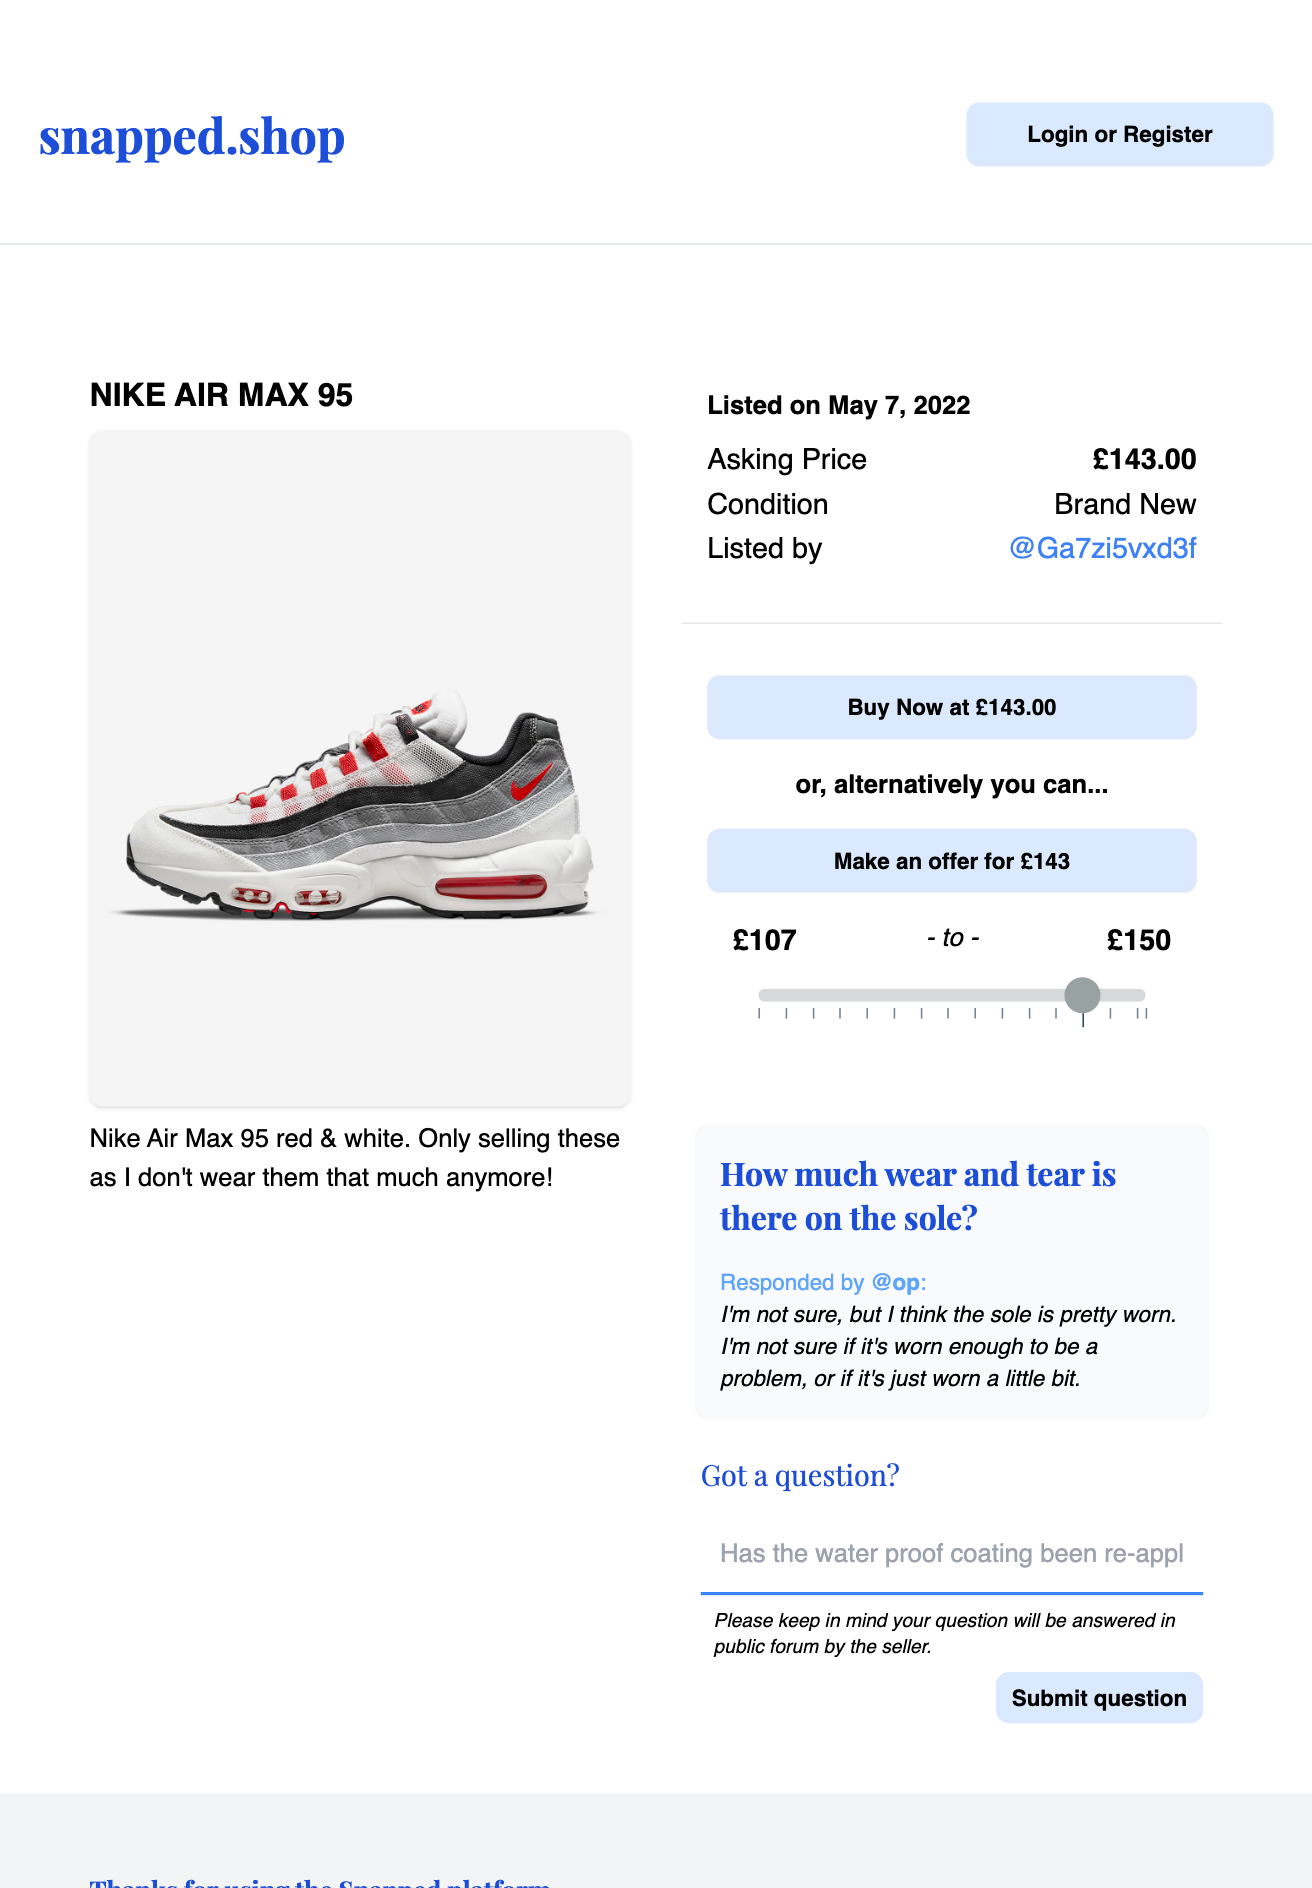 snapped.shop
Login or Register
NIKE AIR MAX 95
Nike Air Max 95 red & white. Only selling these
as I don't wear them that much anymore!
Listed on May 7, 2022
Asking Price £143.00
Condition Brand New
Listed by @Ga7zi5vxd3f
Buy Now at £143.00
or, alternatively you can...
Make an offer for £143
£107 - to - £150
How much wear and tear is
there on the sole?
Responded by @op:
I'm not sure, but I think the sole is pretty worn.
I'm not sure if it's worn enough to be a
problem, or if it's just worn a little bit.
Got a question?
Has the water proof coating been re-appl
Please keep in mind your question will be answered in
public forum by the seller.
Submit question
Thanks for using the Snapped platform